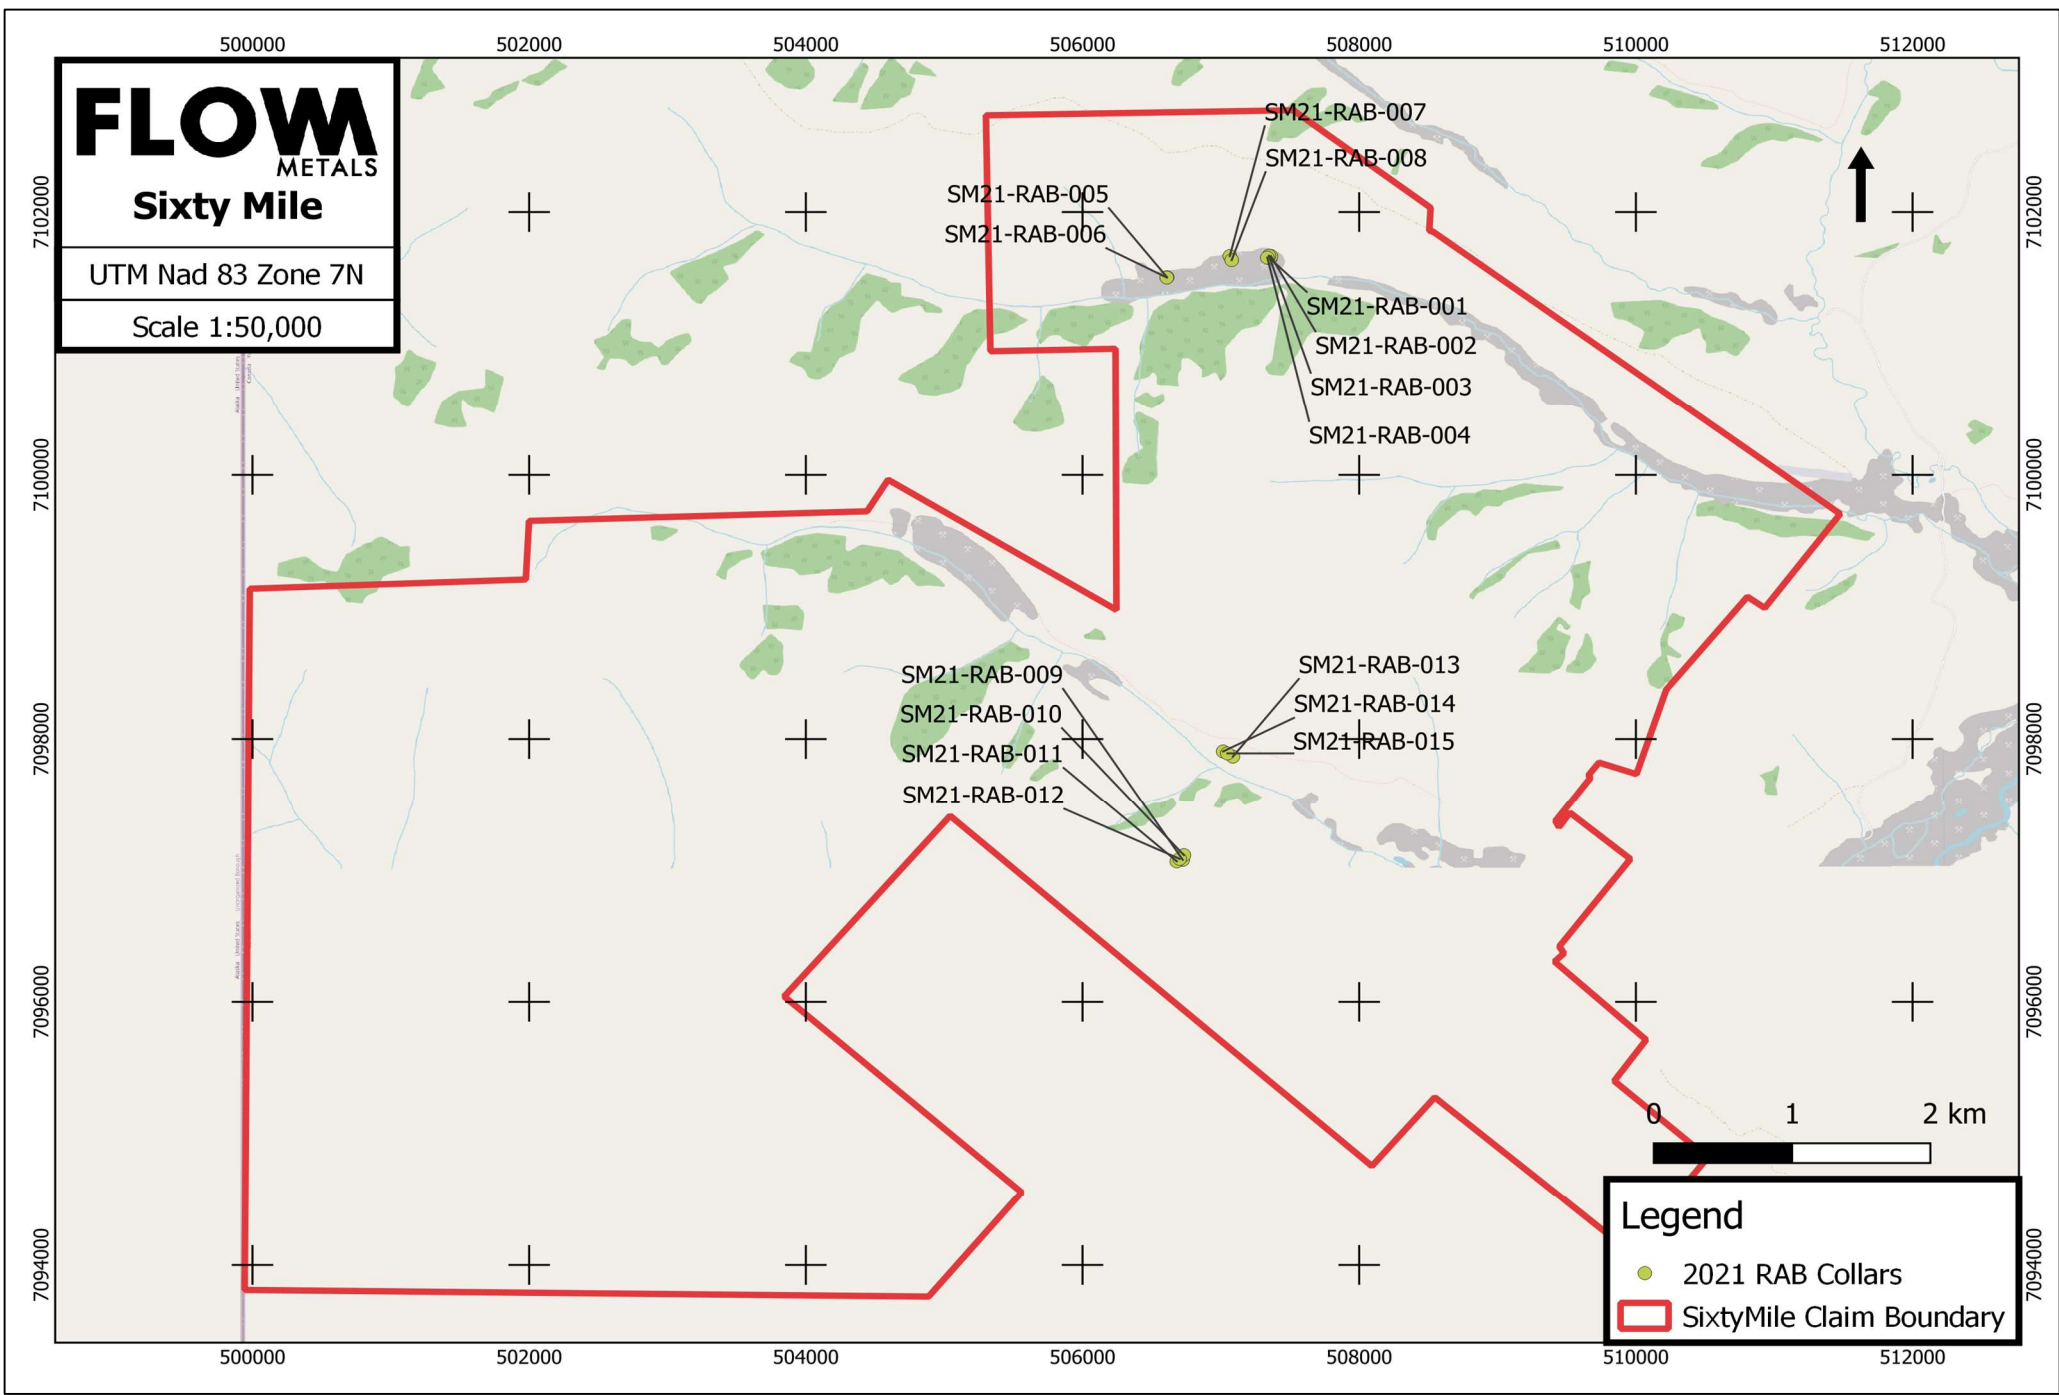 500000 502000 504000 506000 508000 510000 512000
FLOW
METALS
Sixty Mile
UTM Nad 83 Zone 7N
Scale 1:50,000
7102000
7100000
7098000
7096000
7094000
SM21-RAB-007
SM21-RAB-008
SM21-RAB-005
SM21-RAB-006
SM21-RAB-001
SM21-RAB-002
SM21-RAB-003
SM21-RAB-004
SM21-RAB-013
SM21-RAB-009
SM21-RAB-014
SM21-RAB-010
SM21-RAB-015
SM21-RAB-011
SM21-RAB-012
7102000
7100000
7098000
7096000
7094000
0 1 2 km
Legend
2021 RAB Collars
SixtyMile Claim Boundary
500000 502000 504000 506000 508000 510000 512000